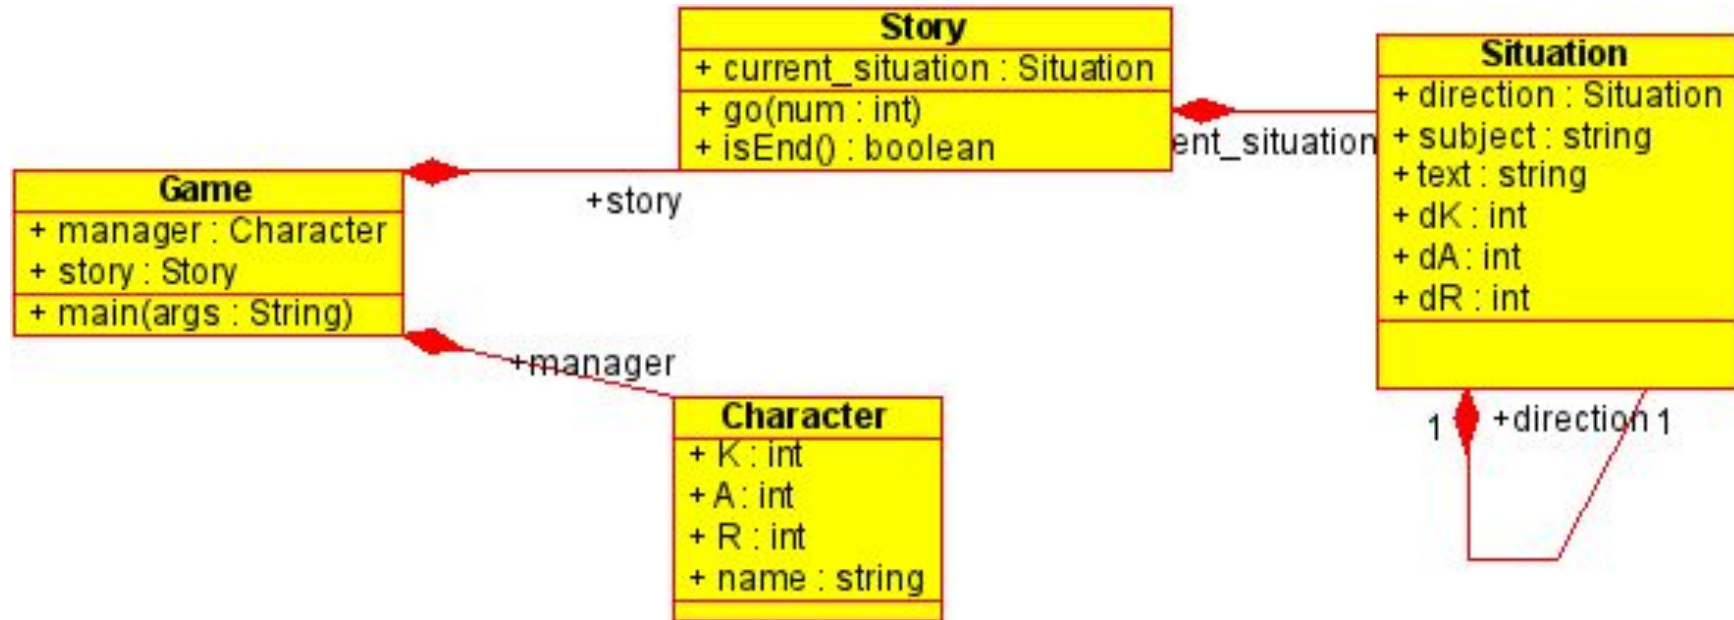 Story
+ current_situation : Situation
+ go(num : int)
+ isEnd() : boolean
ent_situation
Situation
+ direction : Situation
+ subject : string
+ text : string
+ dK : int
+ dA : int
+ dR : int
1
+direction
1
Game
+ manager : Character
+ story : Story
+ main(args : String)
+story
+manager
Character
+ K : int
+ A : int
+ R : int
+ name : string